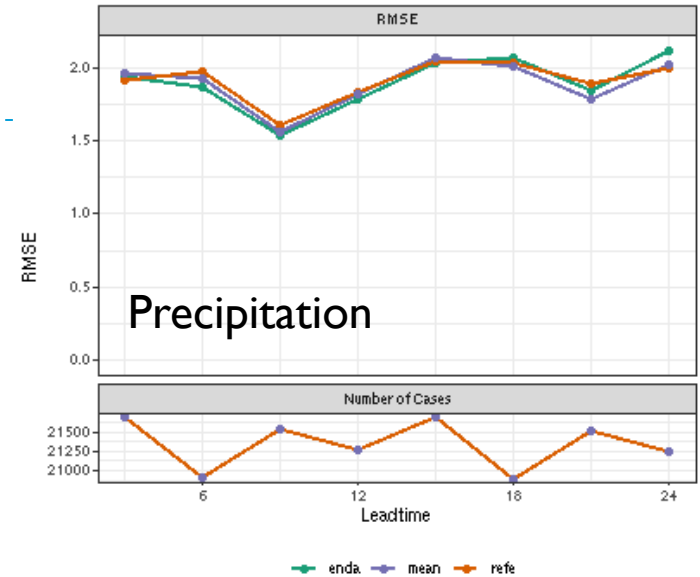 RMSE
2.0
1.5
1.0
0.5
0.0
RMSE
Precipitation
Number of Cases
21500
21250
21000
6 12 18 24
Leadtime
enda mean refe